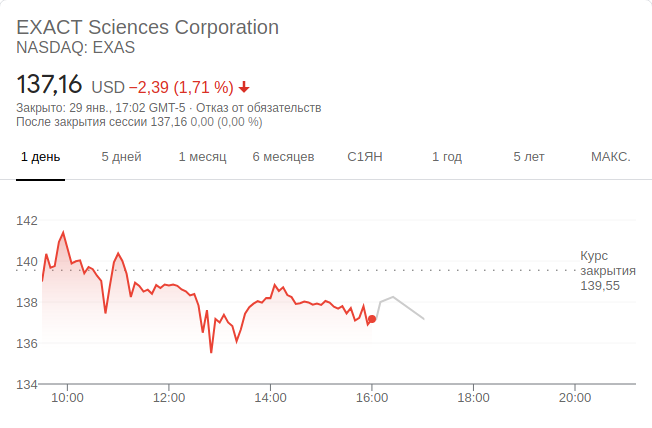 EXACT Sciences Corporation
NASDAQ: EXAS
137,16 USD −2,39 (1,71 %)
Закрыто: 29 янв., 17:02 GMT-5 · Отказ от обязательств
После закрытия сессии 137,16 0,00 (0,00 %)
1 день 5 дней 1 месяц 6 месяцев С1ЯН 1 год 5 лет МАКС.
142
140
138
136
134
Курс
закрытия
139,55
10:00 12:00 14:00 16:00 18:00 20:00